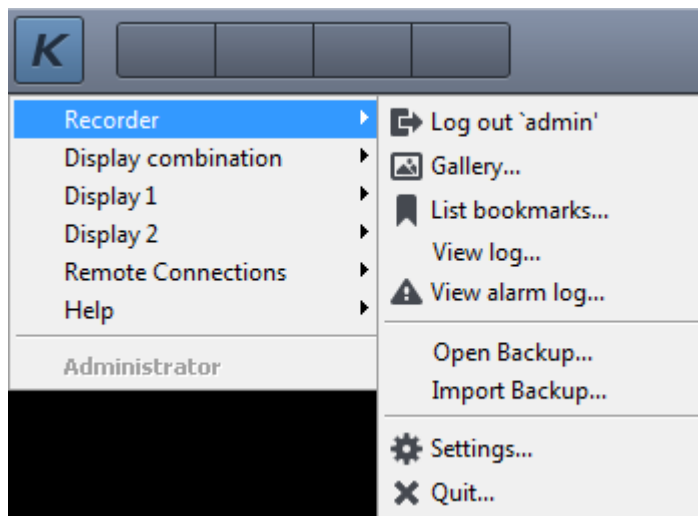 K
Recorder
Display combination
Display 1
Display 2
Remote Connections
Help
Administrator
Log out `admin'
Gallery...
List bookmarks...
View log...
View alarm log...
Open Backup...
Import Backup...
Settings...
Quit...